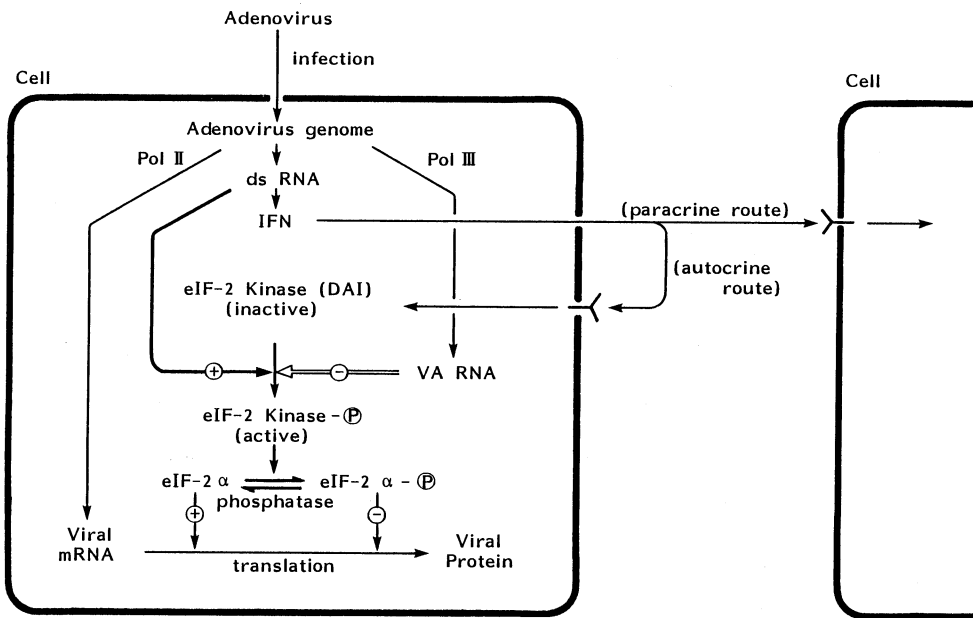 Adenovirus
infection
Cell
Cell
Adenovirus genome
Pol II
Pol III
ds RNA
IFN
(paracrine route)
(autocrine
route)
eIF-2 Kinase (DAI)
(inactive)
+
−
VA RNA
eIF-2 Kinase - Ⓟ
(active)
eIF-2 α
eIF-2 α - Ⓟ
phosphatase
+
−
Viral
mRNA
translation
Viral
Protein